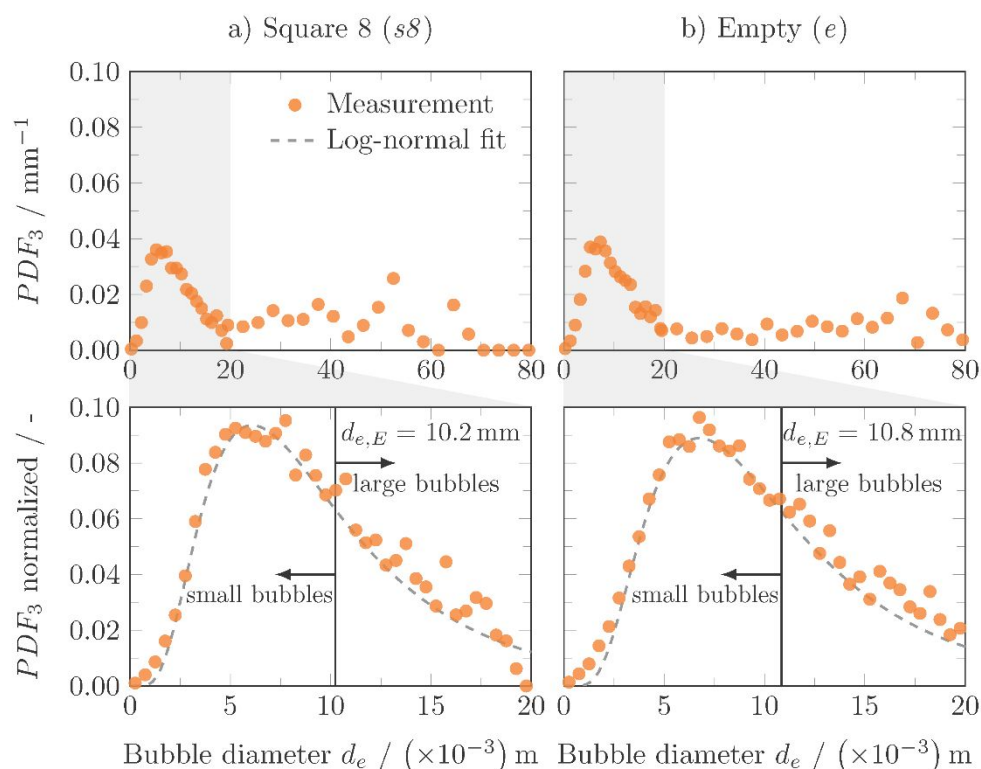 a) Square 8 (s8)
b) Empty (e)
PDF₃ / mm⁻¹
0.10
0.08
0.06
0.04
0.02
0.00
Measurement
Log-normal fit
0 20 40 60 80
0 20 40 60 80
PDF₃ normalized / -
0.10
0.08
0.06
0.04
0.02
0.00
d_{e,E} = 10.2 mm
large bubbles
small bubbles
d_{e,E} = 10.8 mm
large bubbles
small bubbles
0 5 10 15 20
0 5 10 15 20
Bubble diameter d_e / (×10⁻³) m
Bubble diameter d_e / (×10⁻³) m